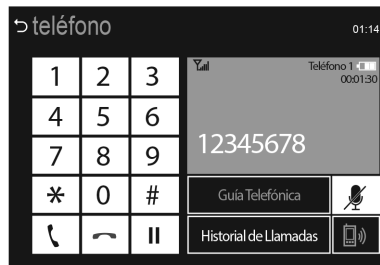 teléfono 01:14
Teléfono 1
00:01:30
1 2 3
4 5 6
7 8 9
* 0 #
12345678
Guía Telefónica
Historial de Llamadas